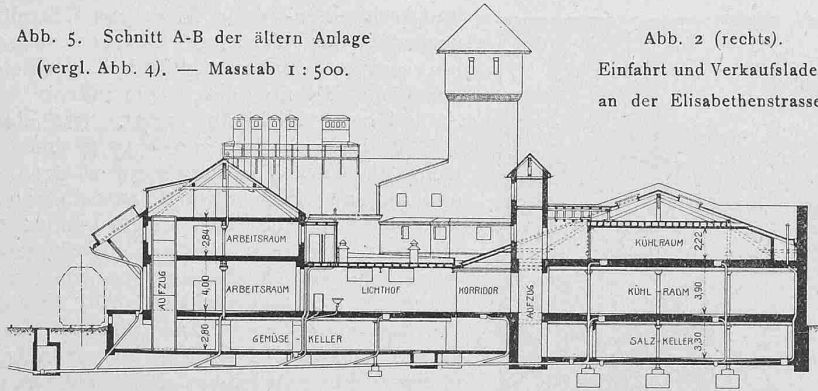 Abb. 5. Schnitt A-B der ältern Anlage
(vergl. Abb. 4). — Masstab 1 : 500.
Abb. 2 (rechts).
Einfahrt und Verkaufslade
an der Elisabethenstrasse
2,84
ARBEITSRAUM
KÜHLRAUM
2,22
AUFZUG
4,00
ARBEITSRAUM
LICHTHOF
KORRIDOR
AUFZUG
KÜHL-RAUM
3,90
2,80
GEMÜSE-KELLER
SALZ-KELLER
3,30